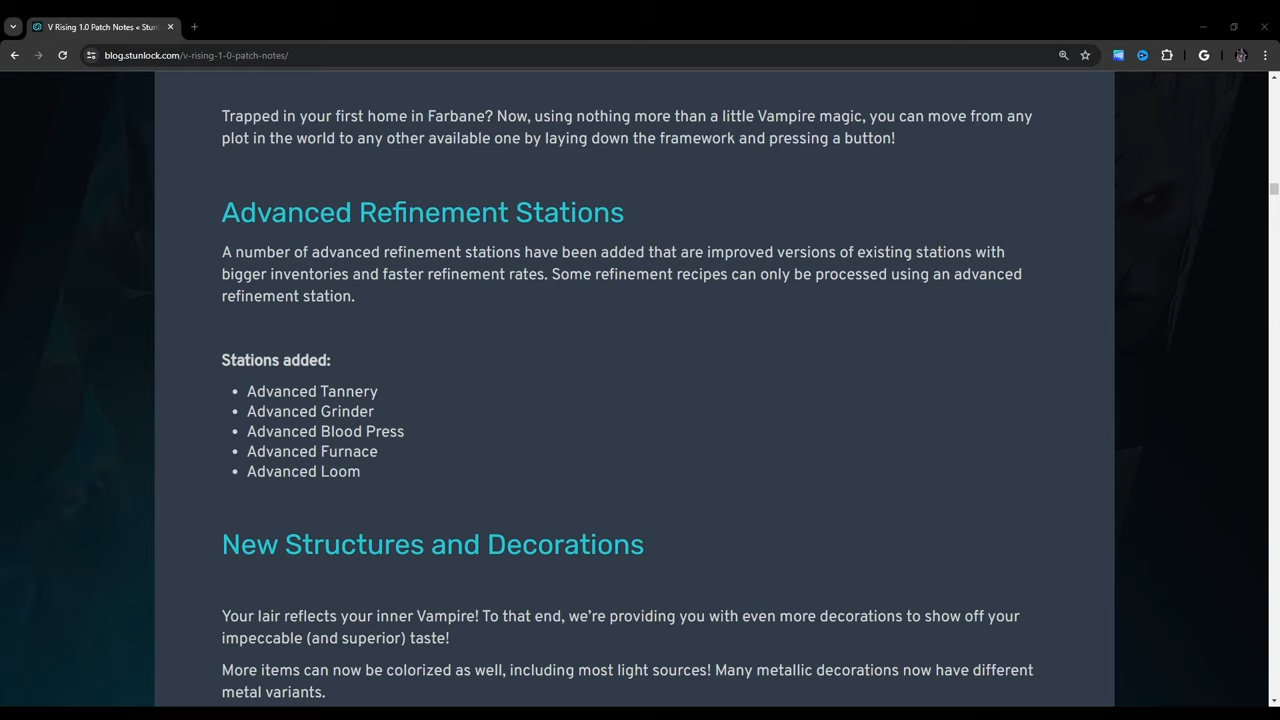 V Rising 1.0 Patch Notes « Stun
blog.stunlock.com/v-rising-1-0-patch-notes/
Trapped in your first home in Farbane? Now, using nothing more than a little Vampire magic, you can move from any
plot in the world to any other available one by laying down the framework and pressing a button!
Advanced Refinement Stations
A number of advanced refinement stations have been added that are improved versions of existing stations with
bigger inventories and faster refinement rates. Some refinement recipes can only be processed using an advanced
refinement station.
Stations added:
• Advanced Tannery
• Advanced Grinder
• Advanced Blood Press
• Advanced Furnace
• Advanced Loom
New Structures and Decorations
Your lair reflects your inner Vampire! To that end, we’re providing you with even more decorations to show off your
impeccable (and superior) taste!
More items can now be colorized as well, including most light sources! Many metallic decorations now have different
metal variants.